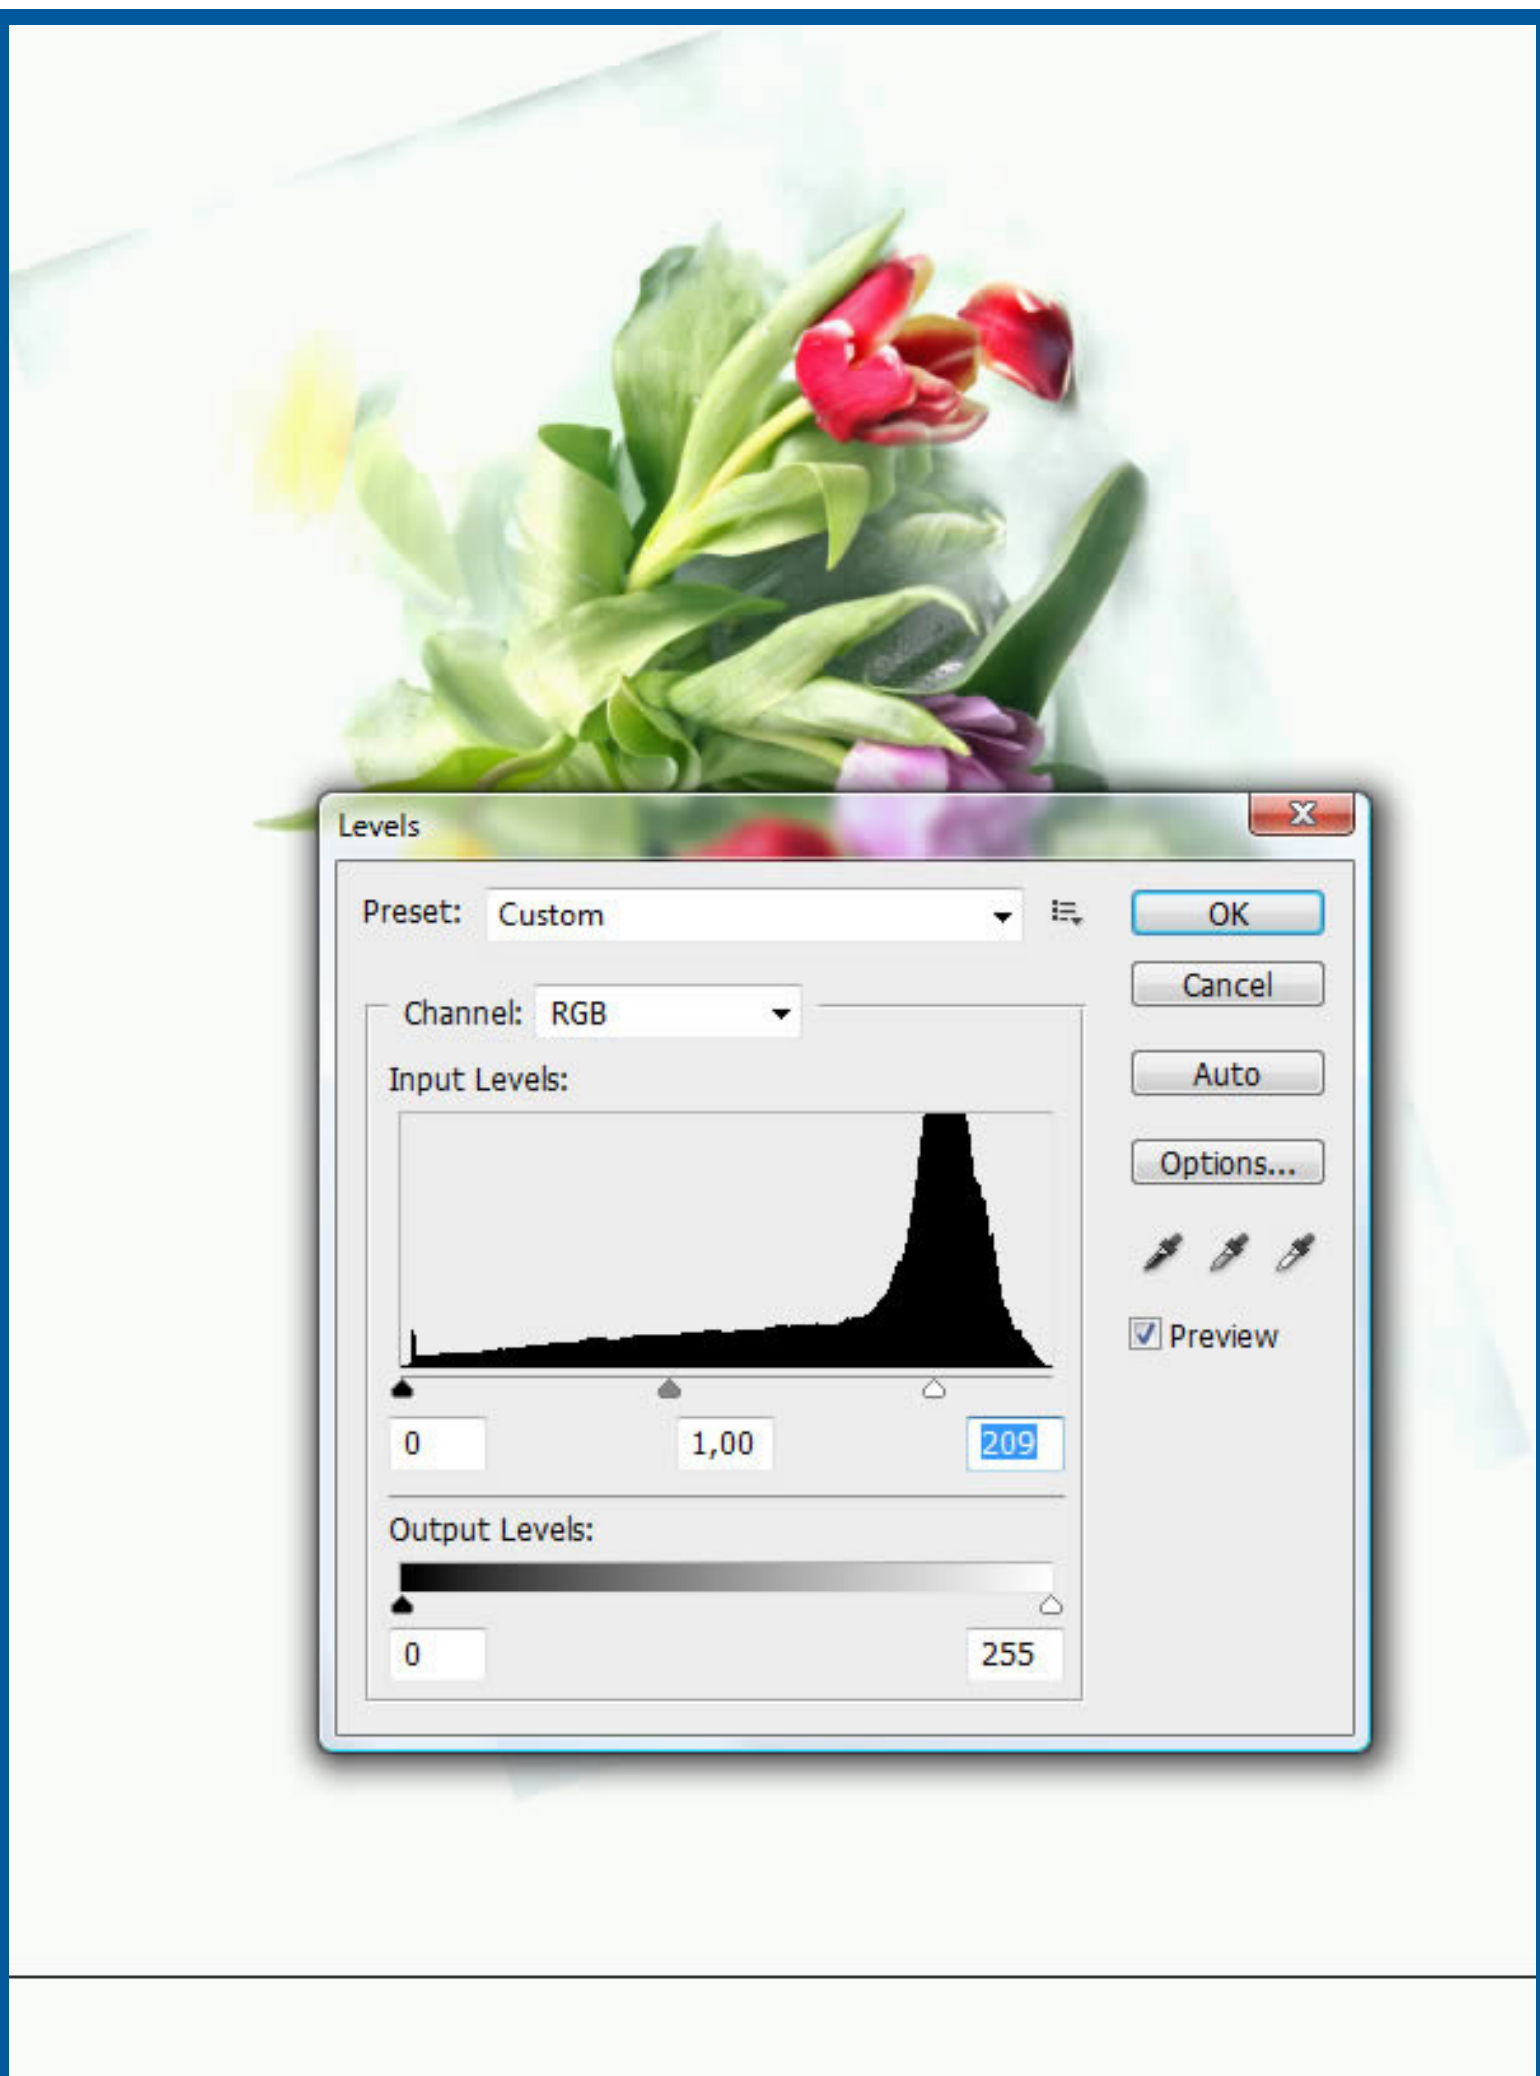 Levels
Preset: Custom
OK
Cancel
Channel: RGB
Auto
Input Levels:
Options...
Preview
0 1,00 209
Output Levels:
0 255